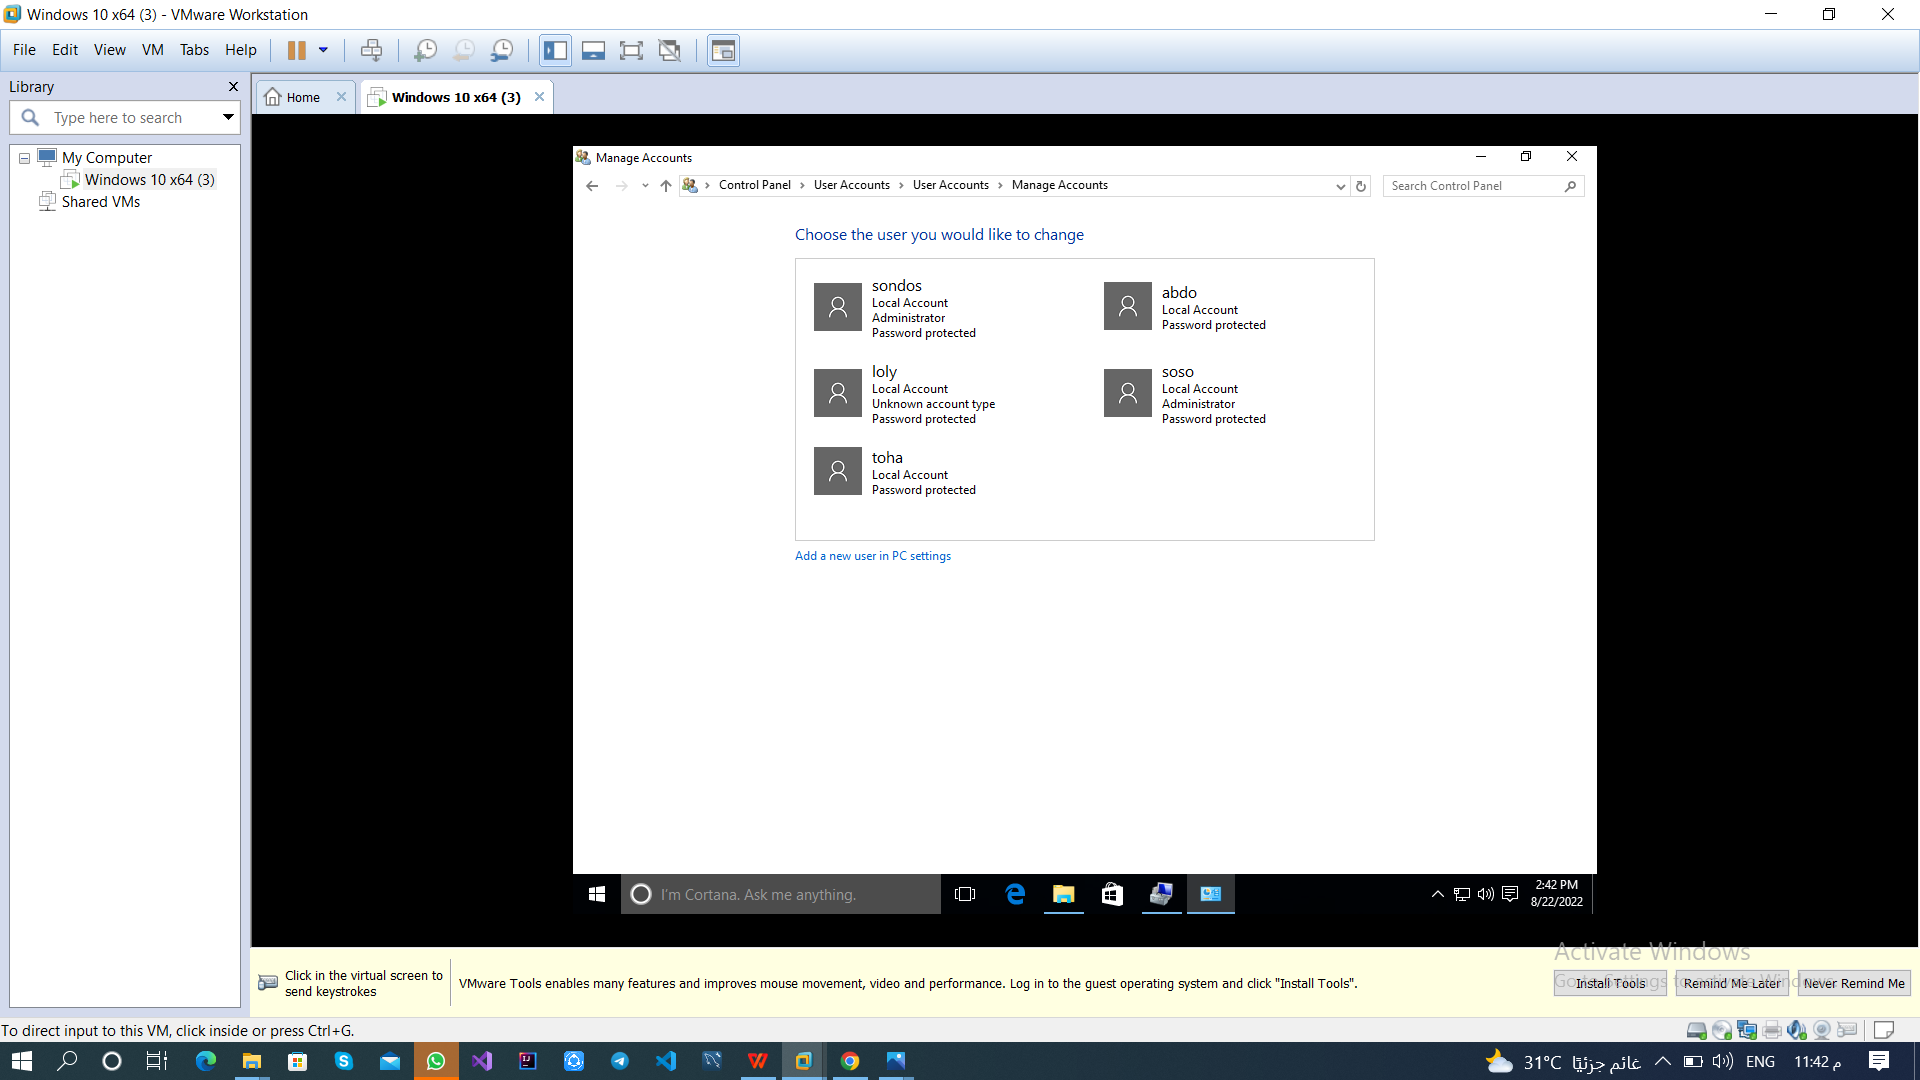 Windows 10 x64 (3) - VMware Workstation
File Edit View VM Tabs Help
Library
Type here to search
My Computer
Windows 10 x64 (3)
Shared VMs
Home
Windows 10 x64 (3)
Manage Accounts
Control Panel > User Accounts > User Accounts > Manage Accounts
Search Control Panel
Choose the user you would like to change
sondos
Local Account
Administrator
Password protected
abdo
Local Account
Password protected
loly
Local Account
Unknown account type
Password protected
soso
Local Account
Administrator
Password protected
toha
Local Account
Password protected
Add a new user in PC settings
I'm Cortana. Ask me anything.
2:42 PM
8/22/2022
Activate Windows
Go to Settings to activate Windows.
Click in the virtual screen to
send keystrokes
VMware Tools enables many features and improves mouse movement, video and performance. Log in to the guest operating system and click "Install Tools".
Install Tools
Remind Me Later
Never Remind Me
To direct input to this VM, click inside or press Ctrl+G.
31°C غائم جزئيًا
ENG
11:42 م